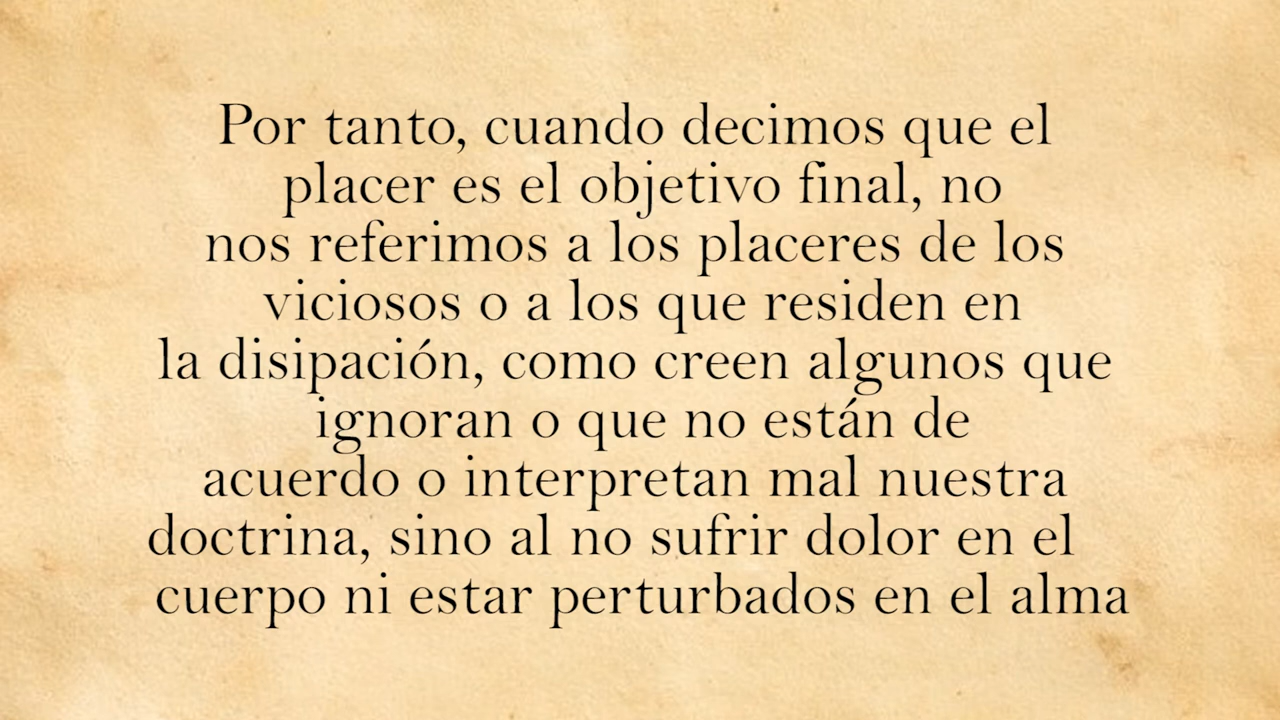 Por tanto, cuando decimos que el
placer es el objetivo final, no
nos referimos a los placeres de los
viciosos o a los que residen en
la disipación, como creen algunos que
ignoran o que no están de
acuerdo o interpretan mal nuestra
doctrina, sino al no sufrir dolor en el
cuerpo ni estar perturbados en el alma